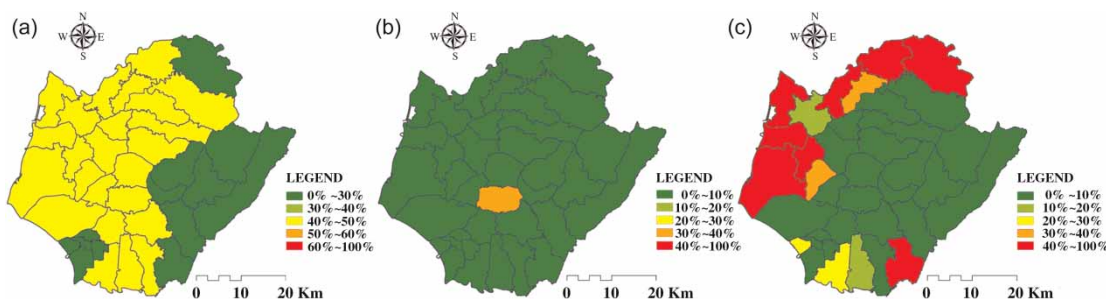 (a)
N
W E
S
LEGEND
0% ~30%
30%~40%
40%~50%
50%~60%
60%~100%
0 10 20 Km
(b)
N
W E
S
LEGEND
0%~10%
10%~20%
20%~30%
30%~40%
40%~100%
0 10 20 Km
(c)
N
W E
S
LEGEND
0% ~10%
10%~20%
20%~30%
30%~40%
40%~100%
0 10 20 Km